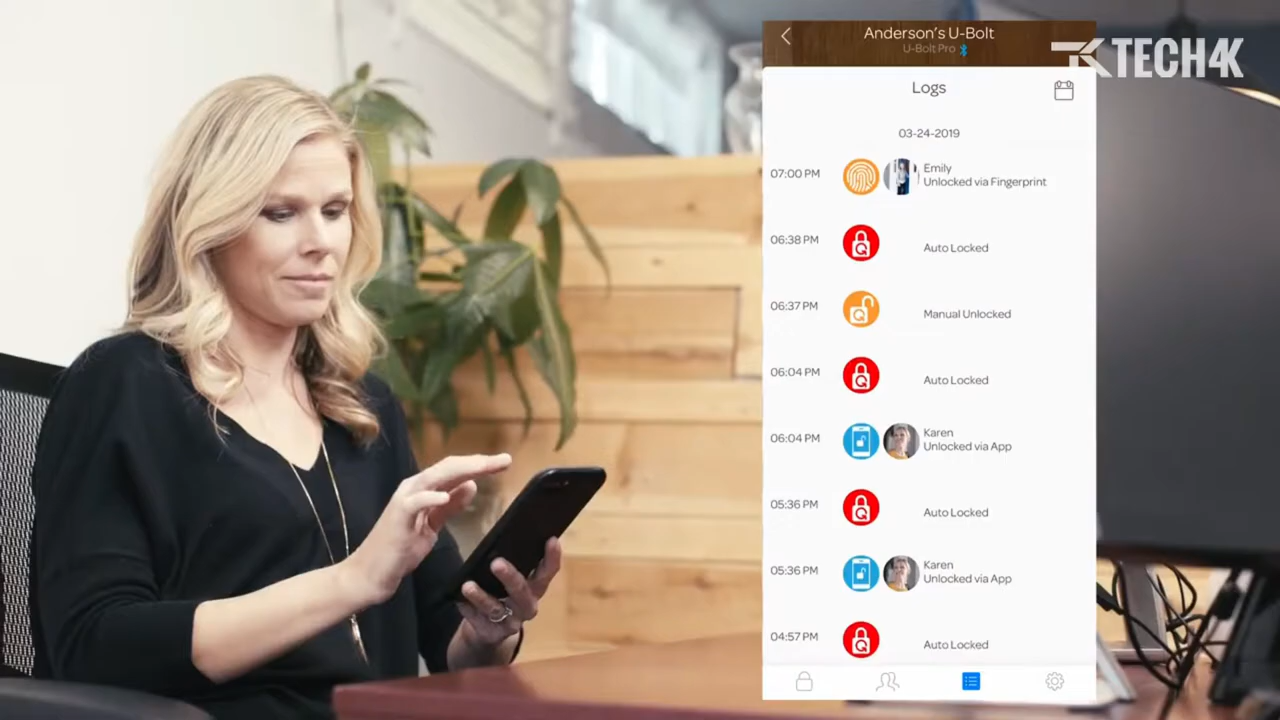 TECH4K
Anderson's U-Bolt
U-Bolt Pro
Logs
03-24-2019
07:00 PM
Emily
Unlocked via Fingerprint
06:38 PM
Auto Locked
06:37 PM
Manual Unlocked
06:04 PM
Auto Locked
06:04 PM
Karen
Unlocked via App
05:36 PM
Auto Locked
05:36 PM
Karen
Unlocked via App
04:57 PM
Auto Locked